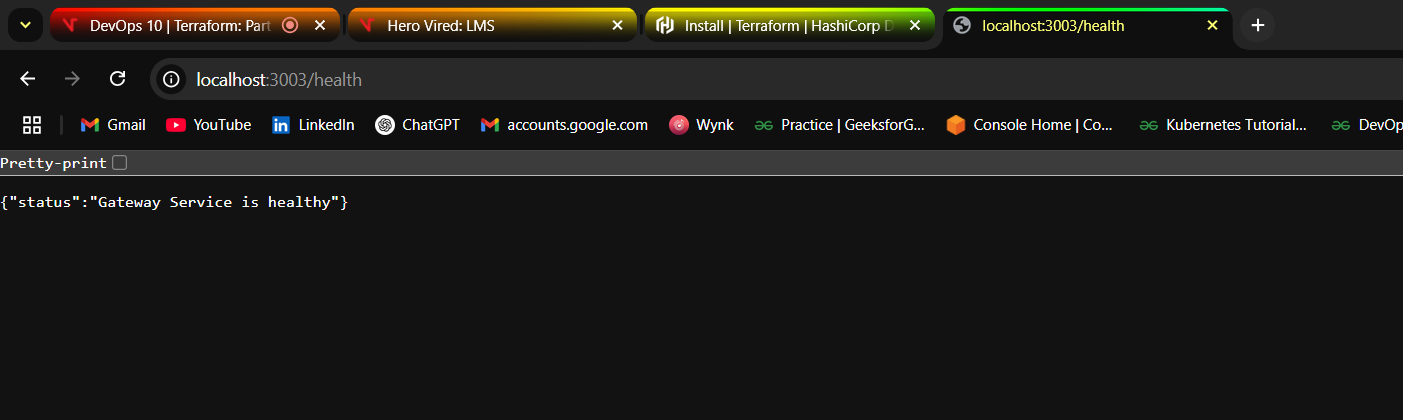 DevOps 10 | Terraform: Part
Hero Vired: LMS
Install | Terraform | HashiCorp D
localhost:3003/health
localhost:3003/health
Gmail
YouTube
LinkedIn
ChatGPT
accounts.google.com
Wynk
Practice | GeeksforG...
Console Home | Co...
Kubernetes Tutorial...
DevOp
Pretty-print
{"status":"Gateway Service is healthy"}